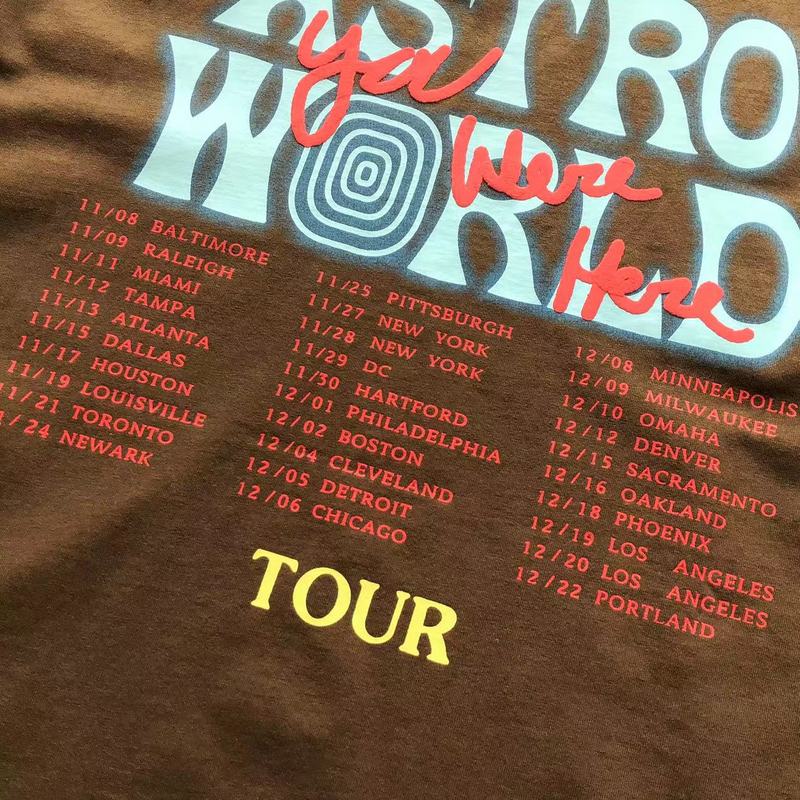 ASTRO
WORLD
ya
Were
Here
11/08 BALTIMORE
11/09 RALEIGH
11/11 MIAMI
11/12 TAMPA
11/13 ATLANTA
11/15 DALLAS
11/17 HOUSTON
11/19 LOUISVILLE
11/21 TORONTO
1/24 NEWARK
11/25 PITTSBURGH
11/27 NEW YORK
11/28 NEW YORK
11/29 DC
11/30 HARTFORD
12/01 PHILADELPHIA
12/02 BOSTON
12/04 CLEVELAND
12/05 DETROIT
12/06 CHICAGO
12/08 MINNEAPOLIS
12/09 MILWAUKEE
12/10 OMAHA
12/12 DENVER
12/15 SACRAMENTO
12/16 OAKLAND
12/18 PHOENIX
12/19 LOS ANGELES
12/20 LOS ANGELES
12/22 PORTLAND
TOUR